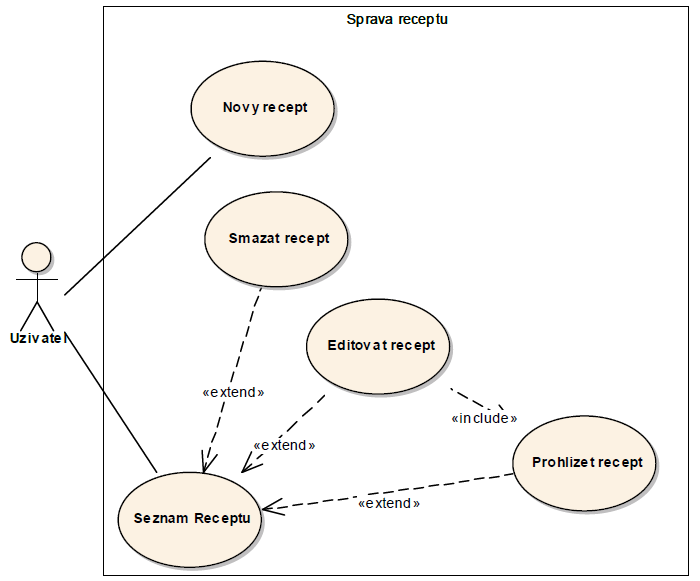 Sprava receptu
Novy recept
Smazat recept
Uzivatel
Editovat recept
«extend»
«include»
«extend»
Prohlizet recept
«extend»
Seznam Receptu